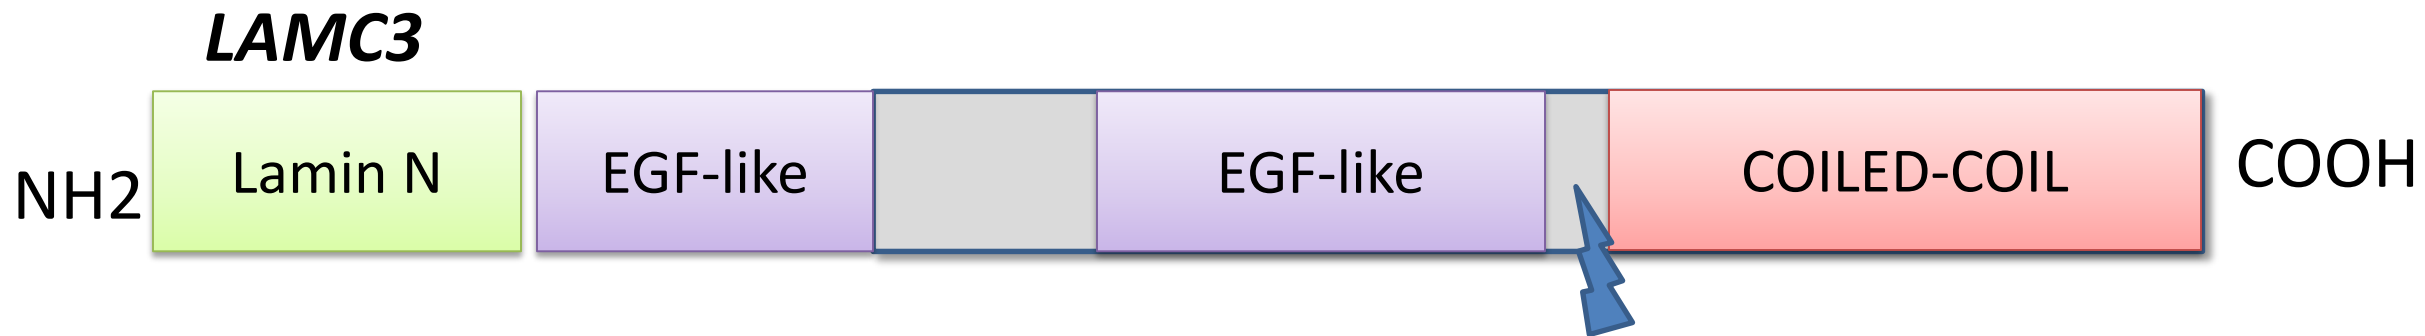 LAMC3
NH2
Lamin N
EGF-like
EGF-like
COILED-COIL
COOH